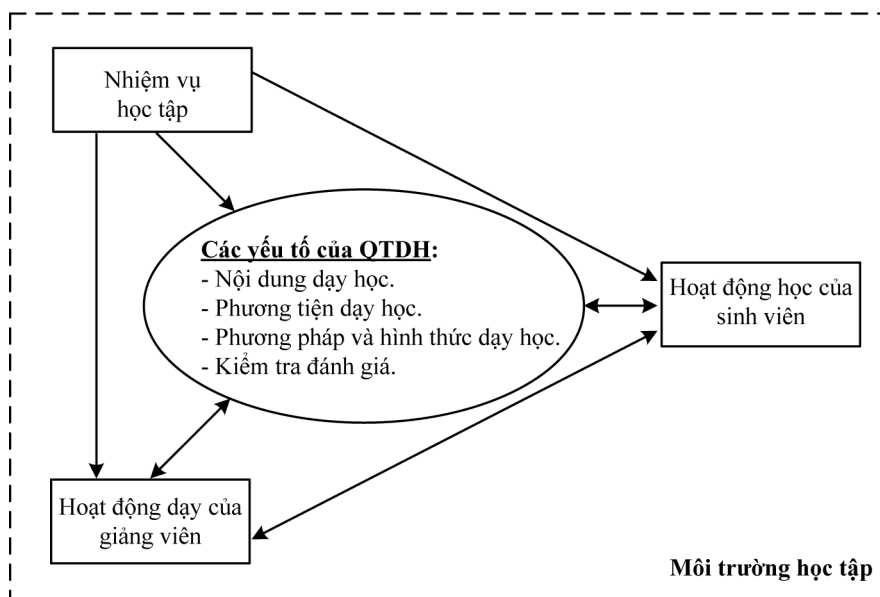 Nhiệm vụ
học tập
Các yếu tố của QTDH:
- Nội dung dạy học.
- Phương tiện dạy học.
- Phương pháp và hình thức dạy học.
- Kiểm tra đánh giá.
Hoạt động học của
sinh viên
Hoạt động dạy của
giảng viên
Môi trường học tập